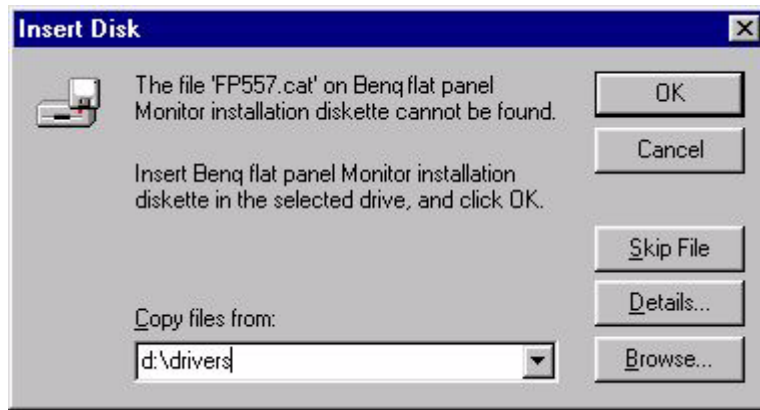 Insert Disk
The file 'FP557.cat' on Benq flat panel
Monitor installation diskette cannot be found.
Insert Benq flat panel Monitor installation
diskette in the selected drive, and click OK.
Copy files from:
d:\drivers
OK
Cancel
Skip File
Details...
Browse...